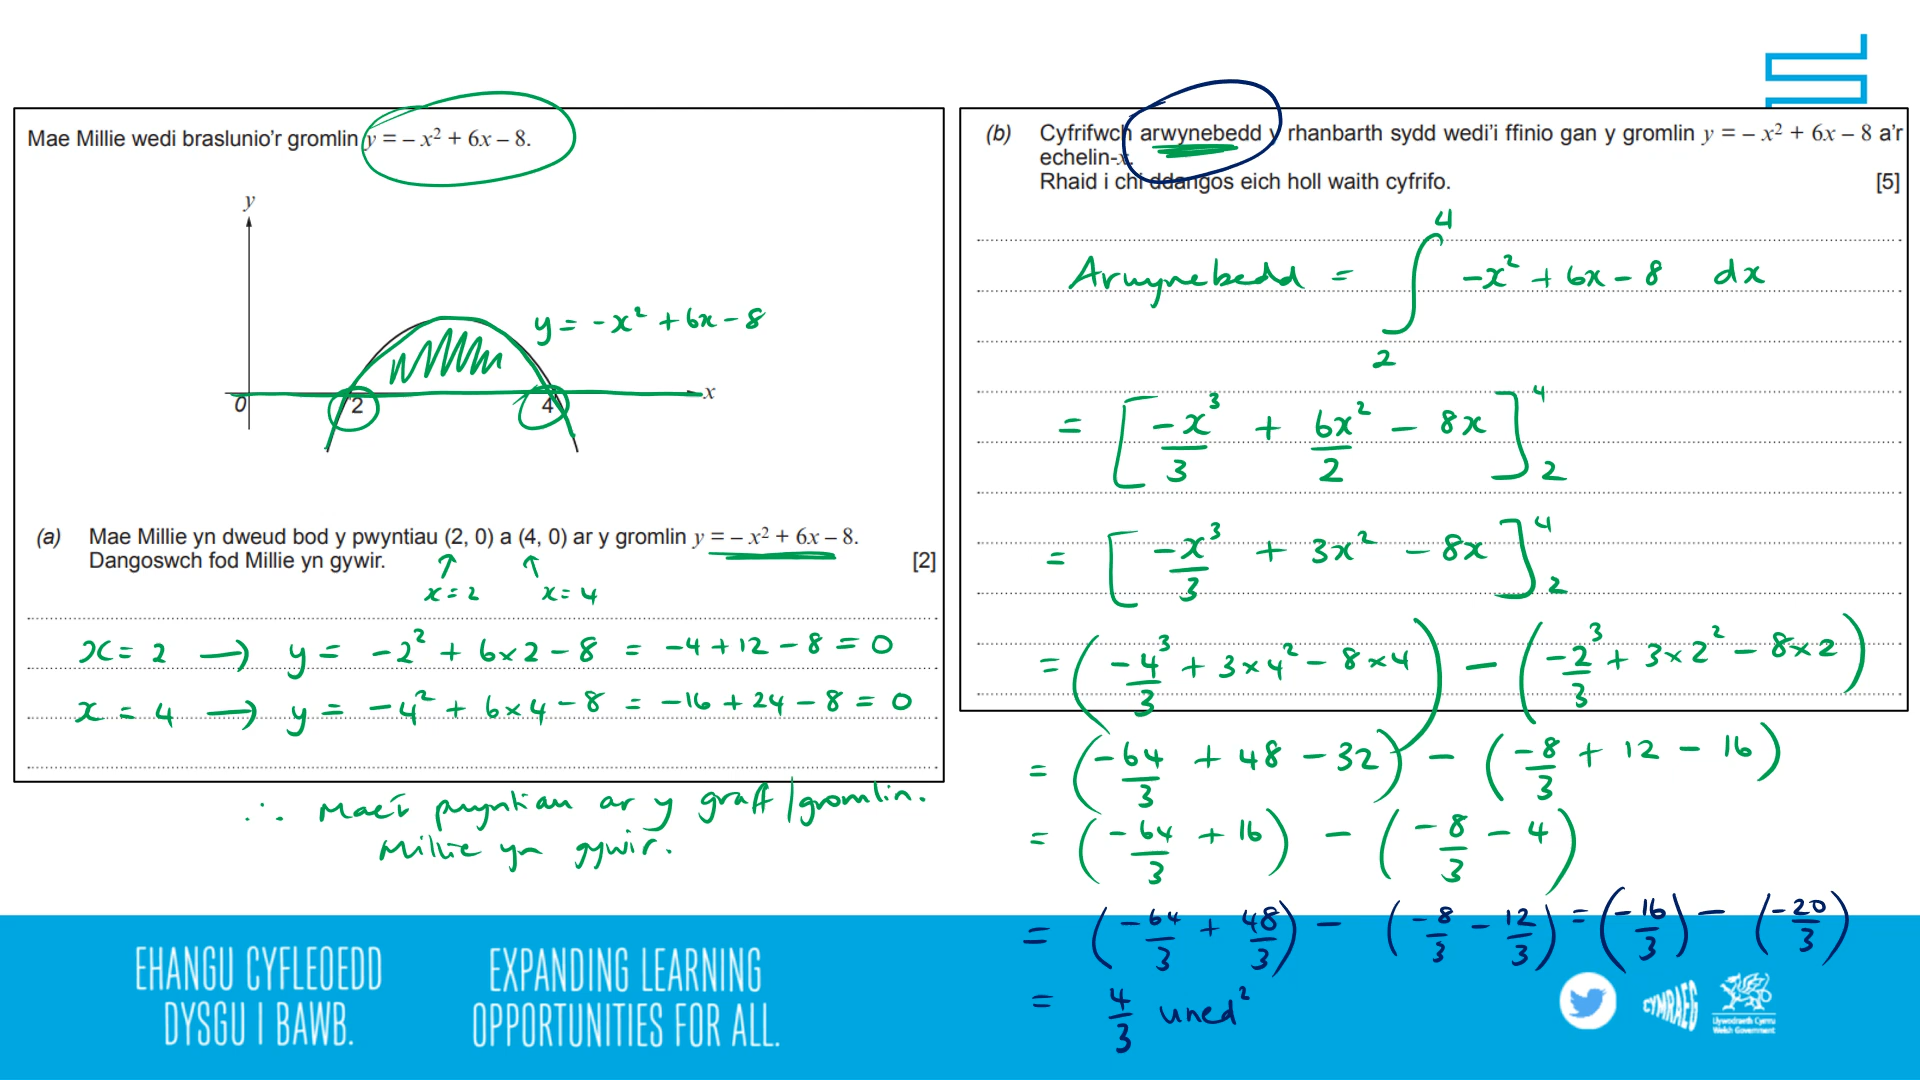 Mae Millie wedi braslunio'r gromlin y = – x² + 6x – 8.
y
y = -x² + 6x - 8
0 2 4 x
(a) Mae Millie yn dweud bod y pwyntiau (2, 0) a (4, 0) ar y gromlin y = – x² + 6x – 8.
Dangoswch fod Millie yn gywir. [2]
x = 2 x = 4
x = 2 → y = -2² + 6×2 - 8 = -4 + 12 - 8 = 0
x = 4 → y = -4² + 6×4 - 8 = -16 + 24 - 8 = 0
∴ Mae'r pwyntiau ar y graff/gromlin.
Millie yn gywir.
(b) Cyfrifwch arwynebedd y rhanbarth sydd wedi'i ffinio gan y gromlin y = – x² + 6x – 8 a'r
echelin-x.
Rhaid i chi ddangos eich holl waith cyfrifo. [5]
Arwynebedd = ∫₂⁴ -x² + 6x - 8 dx
= [-x³/3 + 6x²/2 - 8x]₂⁴
= [-x³/3 + 3x² - 8x]₂⁴
= (-4³/3 + 3×4² - 8×4) - (-2³/3 + 3×2² - 8×2)
= (-64/3 + 48 - 32) - (-8/3 + 12 - 16)
= (-64/3 + 16) - (-8/3 - 4)
= (-64/3 + 48/3) - (-8/3 - 12/3) = (-16/3) - (-20/3)
= 4/3 uned²
EHANGU CYFLEOEDD
DYSGU I BAWB.
EXPANDING LEARNING
OPPORTUNITIES FOR ALL.
CYMRAEG
Llywodraeth Cymru
Welsh Government